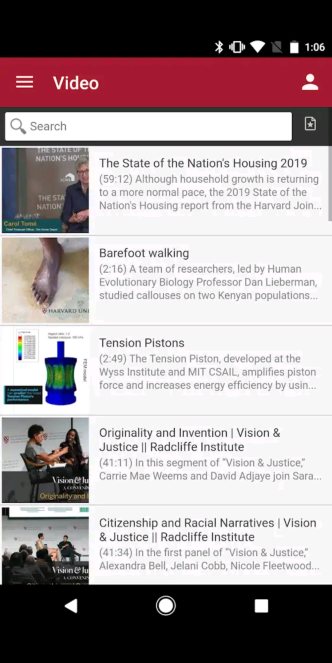 1:06
Video
Search
THE STATE OF THE
NATION'S HOUS
THE STA
NATION'S
Carol Tomé
The State of the Nation's Housing 2019
(59:12) Although household growth is returning
to a more normal pace, the 2019 State of the
Nation's Housing report from the Harvard Join...
HARVARD UNI
Barefoot walking
(2:16) A team of researchers, led by Human
Evolutionary Biology Professor Dan Lieberman,
studied callouses on two Kenyan populations...
Tension Pistons
(2:49) The Tension Piston, developed at the
Wyss Institute and MIT CSAIL, amplifies piston
force and increases energy efficiency by usin...
Vision & J
A CONVENIN
Originality and I
Originality and Invention | Vision &
Justice || Radcliffe Institute
(41:11) In this segment of “Vision & Justice,”
Carrie Mae Weems and David Adjaye join Sara...
Vision & J
A CONVENIN
Citizenship and Racial Narratives | Vision
& Justice || Radcliffe Institute
(41:34) In the first panel of “Vision & Justice,”
Alexandra Bell, Jelani Cobb, Nicole Fleetwood...